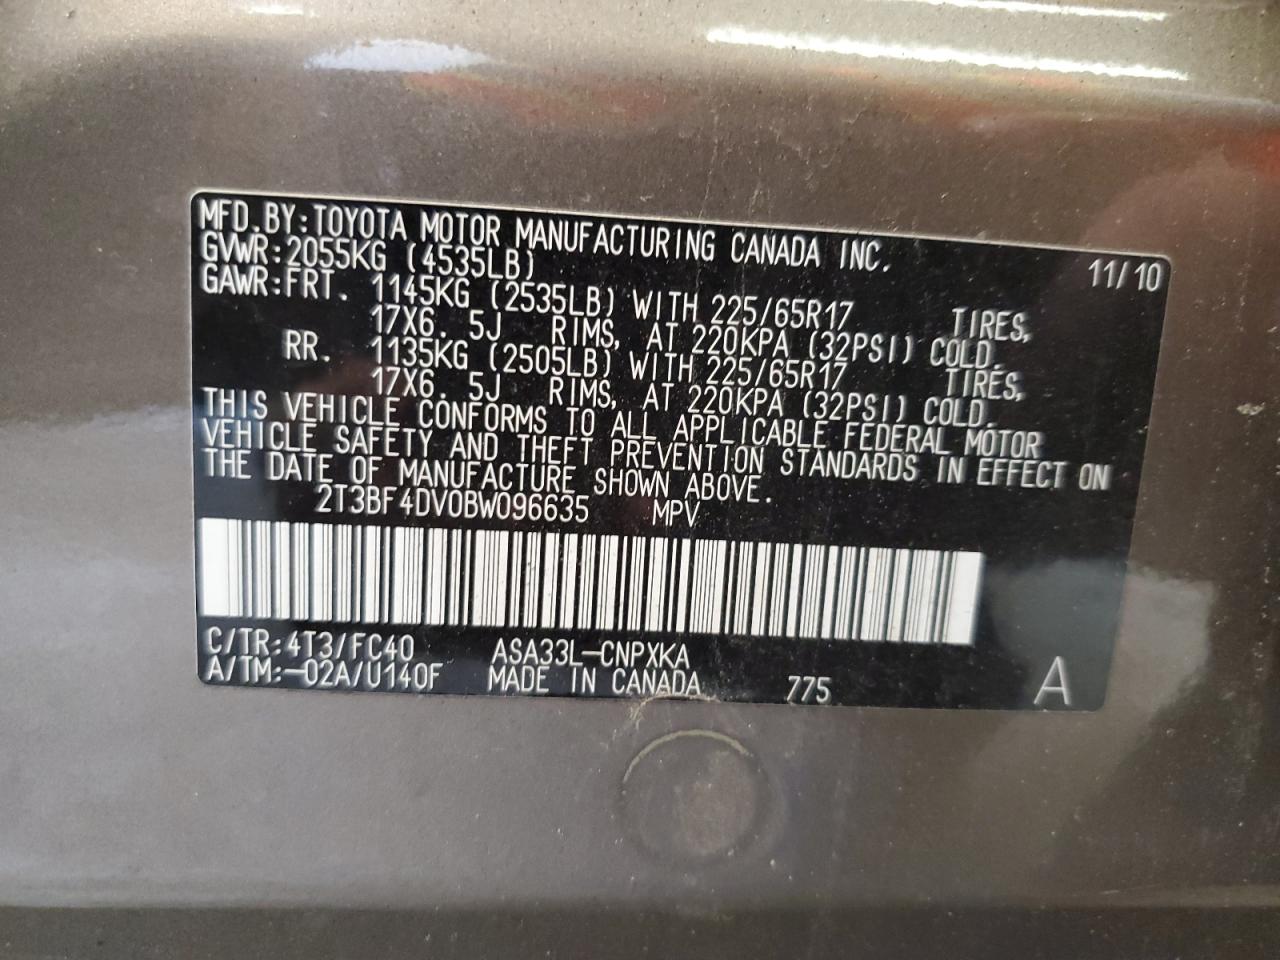 MFD.BY:TOYOTA MOTOR MANUFACTURING CANADA INC. 11/10
GVWR:2055KG (4535LB)
GAWR:FRT. 1145KG (2535LB) WITH 225/65R17 TIRES,
17X6. 5J RIMS, AT 220KPA (32PSI) COLD.
RR. 1135KG (2505LB) WITH 225/65R17 TIRES,
17X6. 5J RIMS, AT 220KPA (32PSI) COLD.
THIS VEHICLE CONFORMS TO ALL APPLICABLE FEDERAL MOTOR
VEHICLE SAFETY AND THEFT PREVENTION STANDARDS IN EFFECT ON
THE DATE OF MANUFACTURE SHOWN ABOVE.
2T3BF4DV0BW096635 MPV
C/TR:4T3/FC40 ASA33L-CNPXKA
A/TM:-02A/U140F MADE IN CANADA 775 A